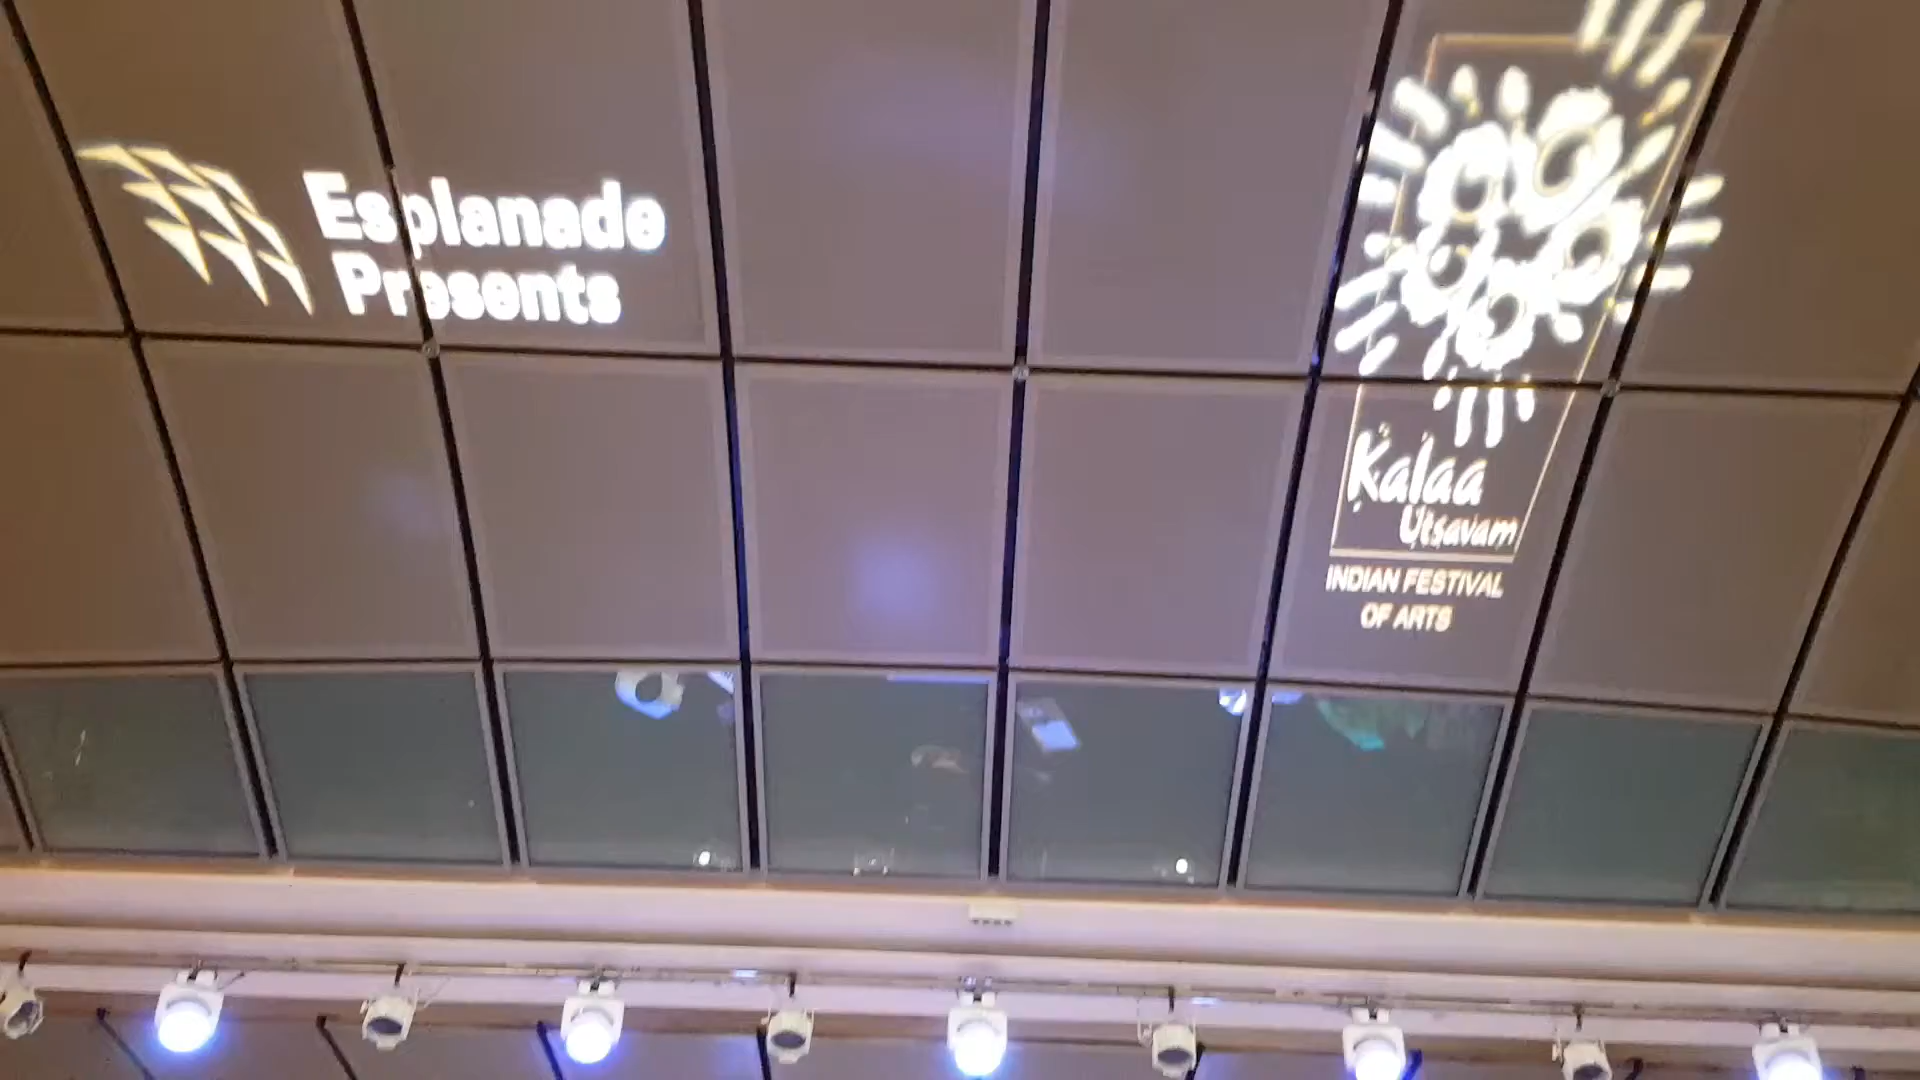 Esplanade
Presents
Kalaa
Utsavam
INDIAN FESTIVAL
OF ARTS